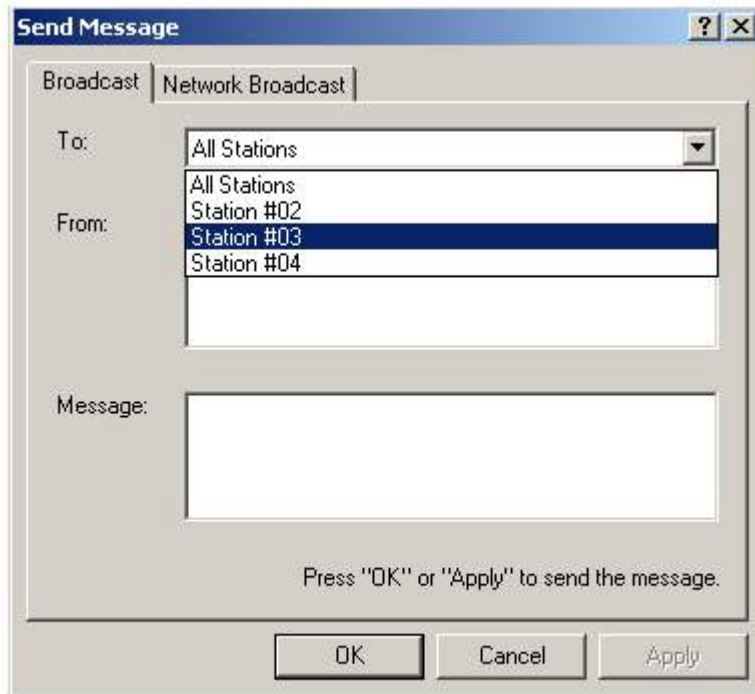 Send Message
Broadcast
Network Broadcast
To:
All Stations
All Stations
Station #02
From:
Station #03
Station #04
Message:
Press "OK" or "Apply" to send the message.
OK
Cancel
Apply